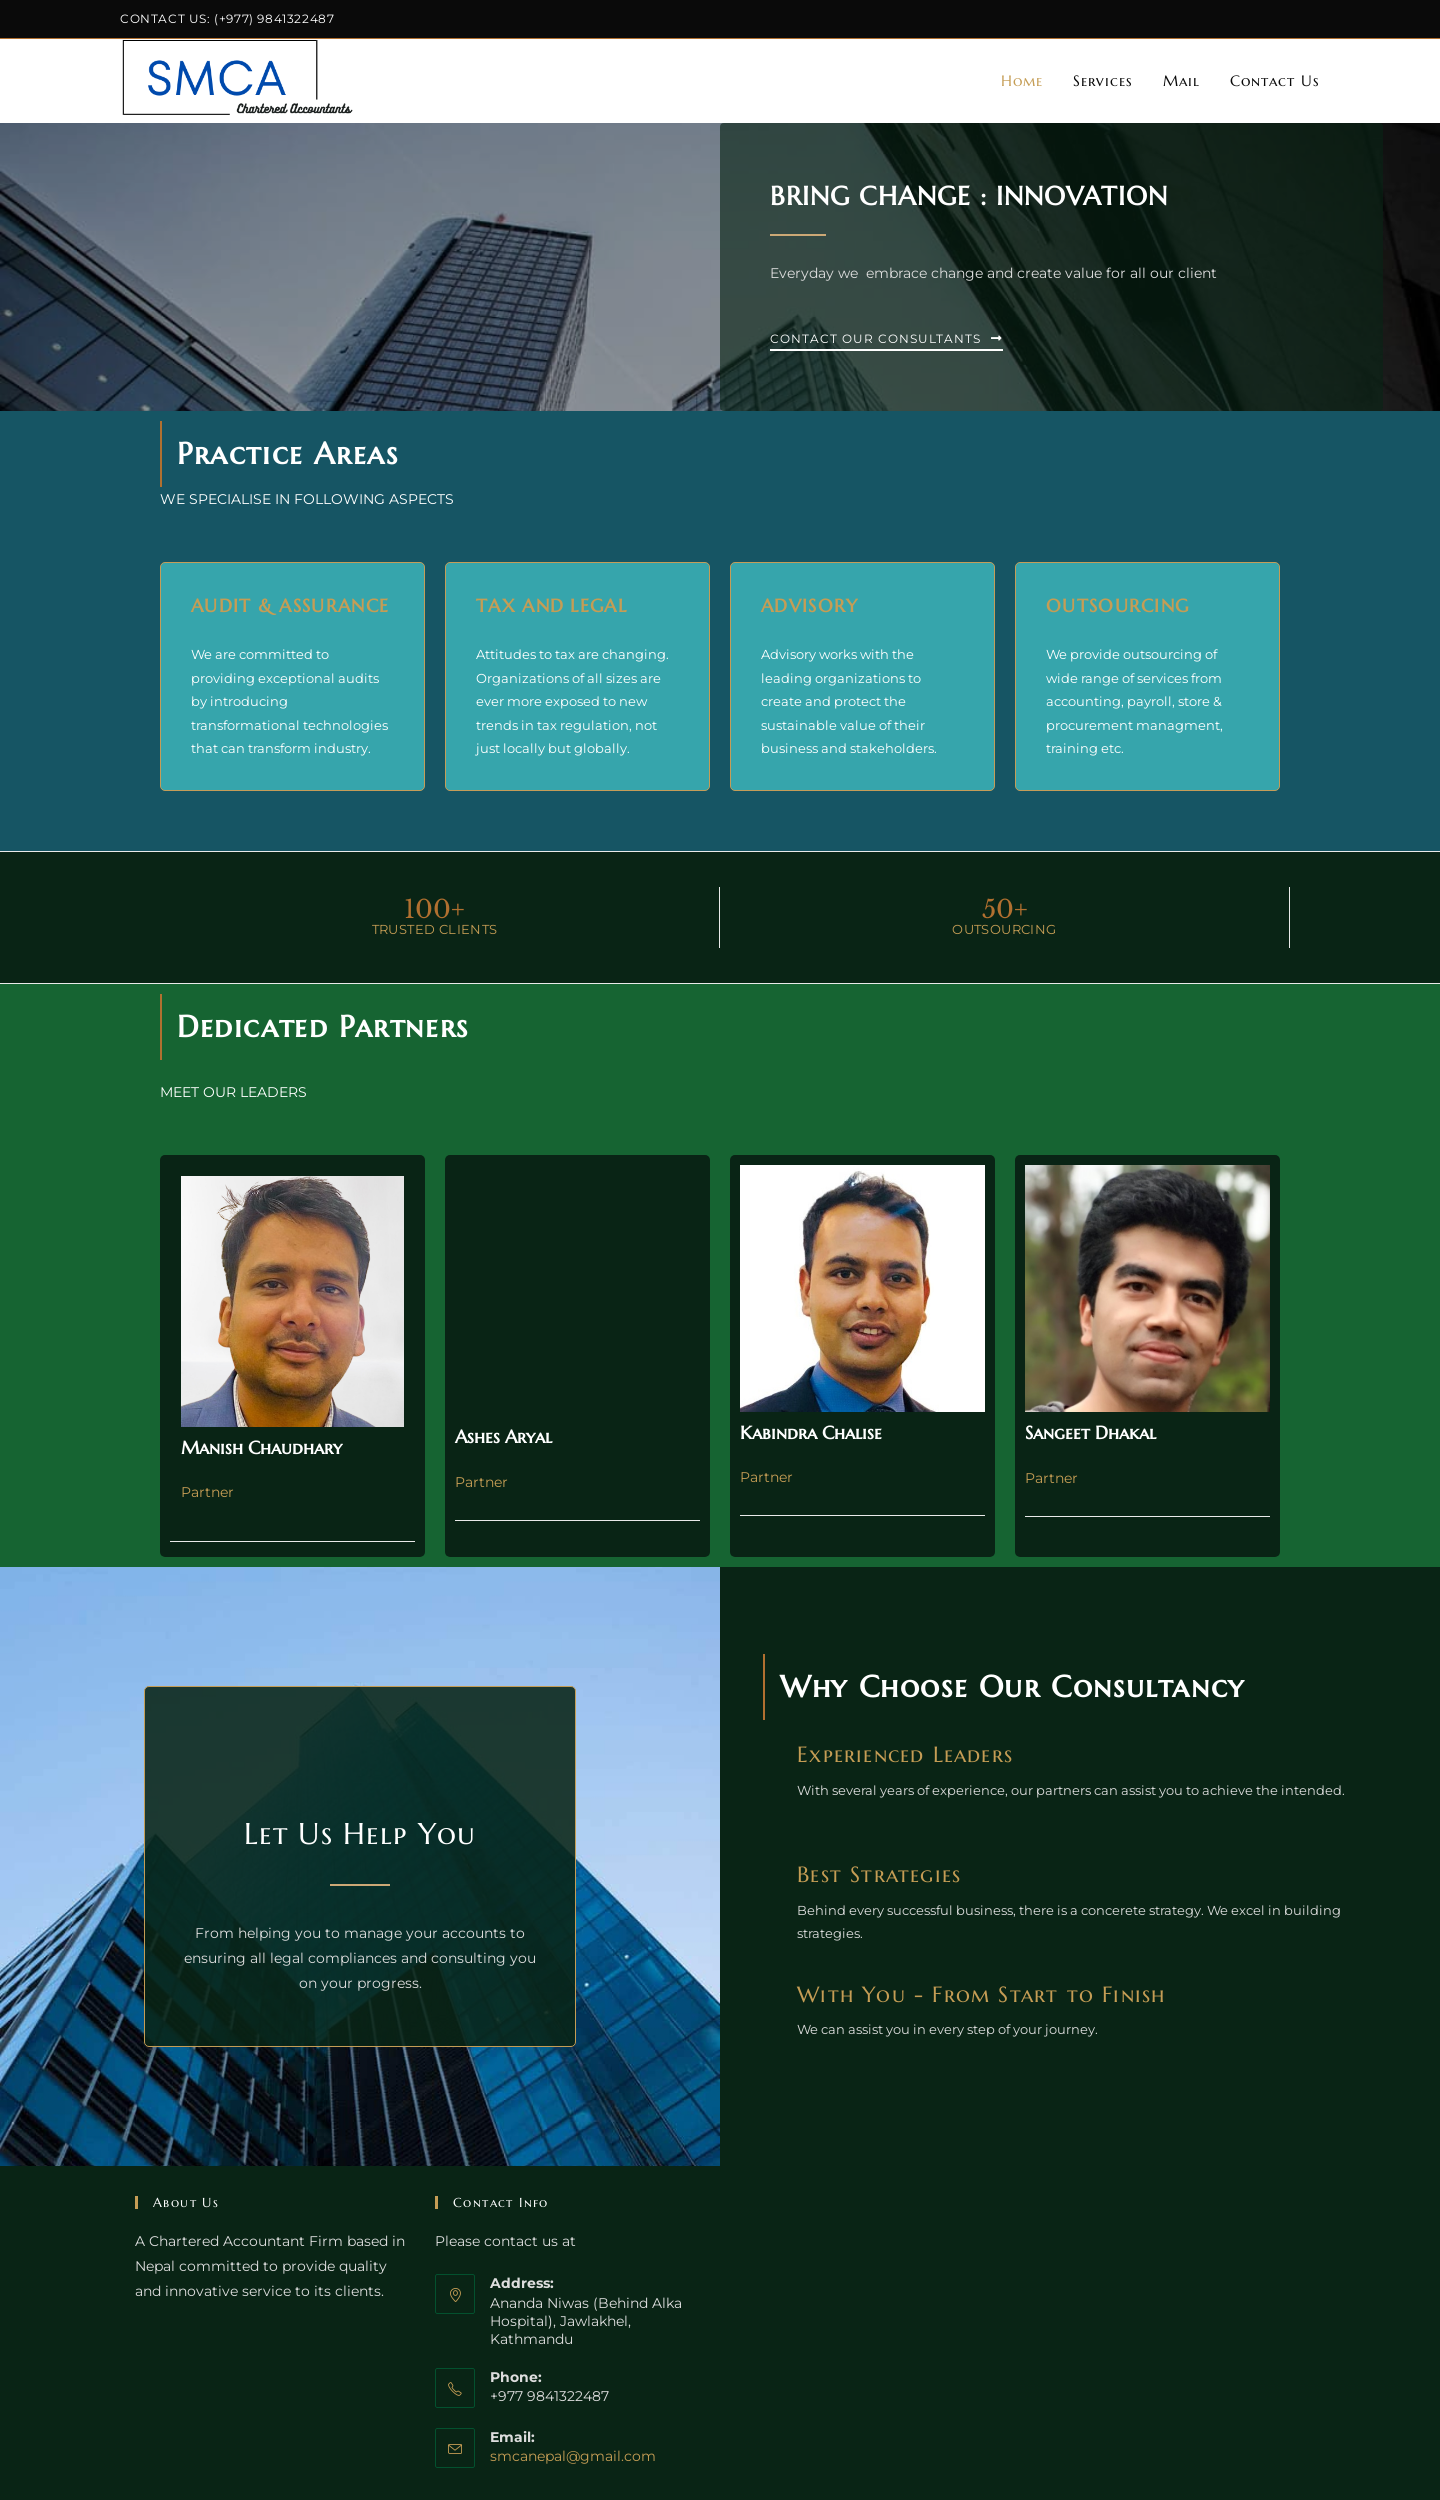 CONTACT US: (+977) 9841322487
SMCA
Chartered Accountants
Home Services Mail Contact Us
BRING CHANGE : INNOVATION
Everyday we  embrace change and create value for all our client
CONTACT OUR CONSULTANTS
Practice Areas
WE SPECIALISE IN FOLLOWING ASPECTS
AUDIT & ASSURANCE
We are committed to
providing exceptional audits
by introducing
transformational technologies
that can transform industry.
TAX AND LEGAL
Attitudes to tax are changing.
Organizations of all sizes are
ever more exposed to new
trends in tax regulation, not
just locally but globally.
ADVISORY
Advisory works with the
leading organizations to
create and protect the
sustainable value of their
business and stakeholders.
OUTSOURCING
We provide outsourcing of
wide range of services from
accounting, payroll, store &
procurement managment,
training etc.
100+
TRUSTED CLIENTS
50+
OUTSOURCING
Dedicated Partners
MEET OUR LEADERS
Manish Chaudhary
Partner
Ashes Aryal
Partner
Kabindra Chalise
Partner
Sangeet Dhakal
Partner
Let Us Help You
From helping you to manage your accounts to
ensuring all legal compliances and consulting you
on your progress.
Why Choose Our Consultancy
Experienced Leaders
With several years of experience, our partners can assist you to achieve the intended.
Best Strategies
Behind every successful business, there is a concerete strategy. We excel in building
strategies.
With You - From Start to Finish
We can assist you in every step of your journey.
About Us
A Chartered Accountant Firm based in
Nepal committed to provide quality
and innovative service to its clients.
Contact Info
Please contact us at
Address:
Ananda Niwas (Behind Alka
Hospital), Jawlakhel,
Kathmandu
Phone:
+977 9841322487
Email:
smcanepal@gmail.com